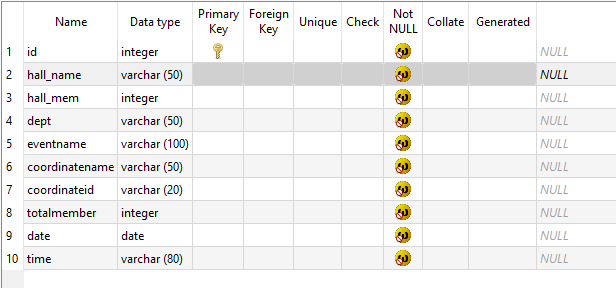 Name Data type Primary Key Foreign Key Unique Check Not NULL Collate Generated
1 id integer NULL
2 hall_name varchar (50) NULL
3 hall_mem integer NULL
4 dept varchar (50) NULL
5 eventname varchar (100) NULL
6 coordinatename varchar (50) NULL
7 coordinateid varchar (20) NULL
8 totalmember integer NULL
9 date date NULL
10 time varchar (80) NULL